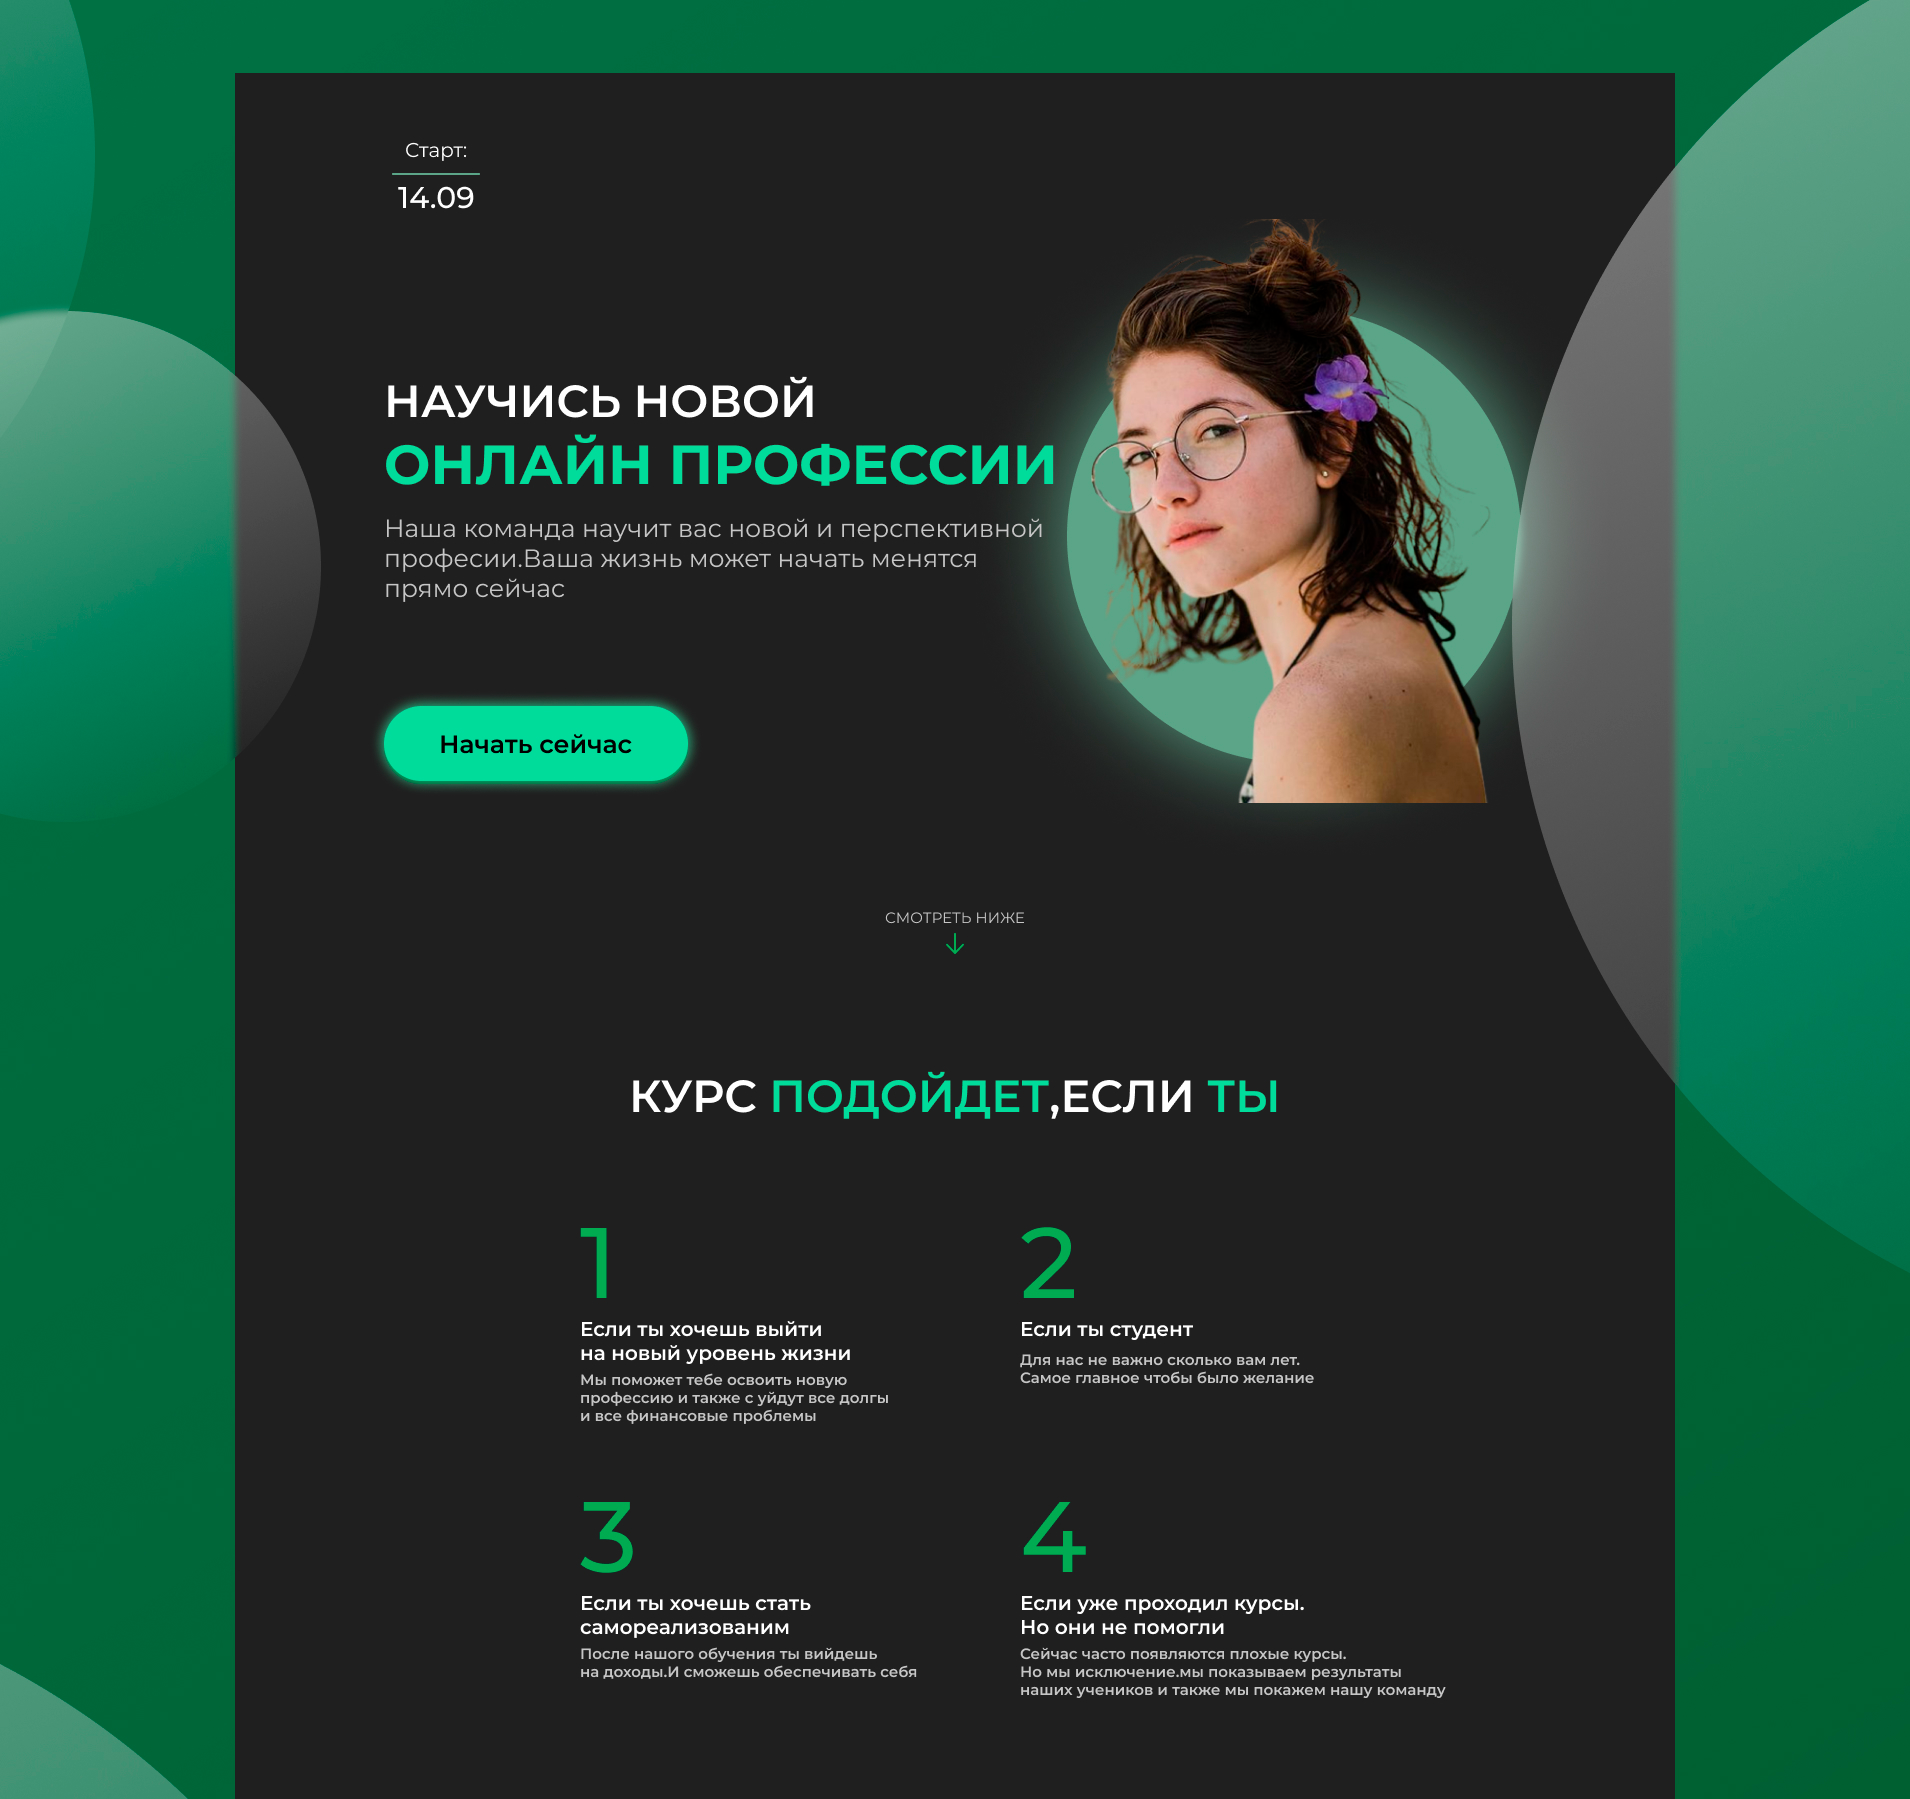 Старт:
14.09
НАУЧИСЬ НОВОЙ
ОНЛАЙН ПРОФЕССИИ
Наша команда научит вас новой и перспективной
професии.Ваша жизнь может начать менятся
прямо сейчас
Начать сейчас
СМОТРЕТЬ НИЖЕ
КУРС ПОДОЙДЕТ,ЕСЛИ ТЫ
1
Если ты хочешь выйти
на новый уровень жизни
Мы поможет тебе освоить новую
профессию и также с уйдут все долги
и все финансовые проблемы
2
Если ты студент
Для нас не важно сколько вам лет.
Самое главное чтобы было желание
3
Если ты хочешь стать
самореализованим
После нашого обучения ты вийдешь
на доходы.И сможешь обеспечивать себя
4
Если уже проходил курсы.
Но они не помогли
Сейчас часто появляются плохые курсы.
Но мы исключение.мы показываем результаты
наших учеников и также мы покажем нашу команду